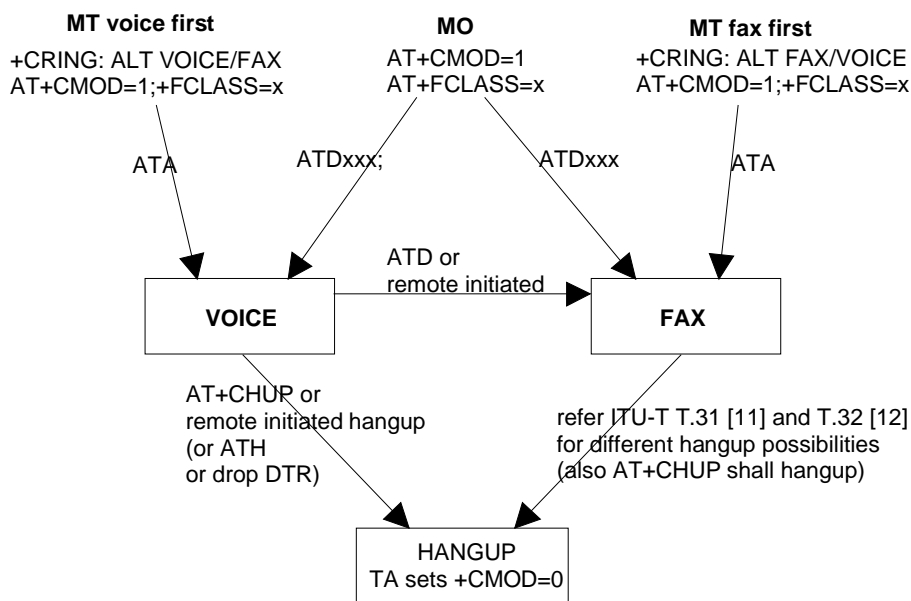 MT voice first
+CRING: ALT VOICE/FAX
AT+CMOD=1;+FCLASS=x
MO
AT+CMOD=1
AT+FCLASS=x
MT fax first
+CRING: ALT FAX/VOICE
AT+CMOD=1;+FCLASS=x
ATA
ATDxxx;
ATDxxx
ATA
ATD or
remote initiated
VOICE
FAX
AT+CHUP or
remote initiated hangup
(or ATH
or drop DTR)
refer ITU-T T.31 [11] and T.32 [12]
for different hangup possibilities
(also AT+CHUP shall hangup)
HANGUP
TA sets +CMOD=0